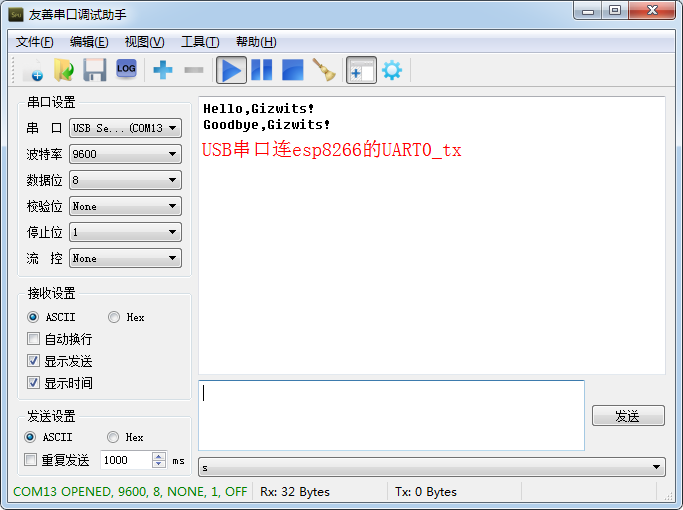 友善串口调试助手
文件(F) 编辑(E) 视图(V) 工具(T) 帮助(H)
LOG
串口设置
串 口 USB Se...(COM13
波特率 9600
数据位 8
校验位 None
停止位 1
流 控 None
接收设置
ASCII Hex
自动换行
显示发送
显示时间
发送设置
ASCII Hex
重复发送 1000 ms
Hello,Gizwits!
Goodbye,Gizwits!
USB串口连esp8266的UART0_tx
发送
s
COM13 OPENED, 9600, 8, NONE, 1, OFF Rx: 32 Bytes Tx: 0 Bytes